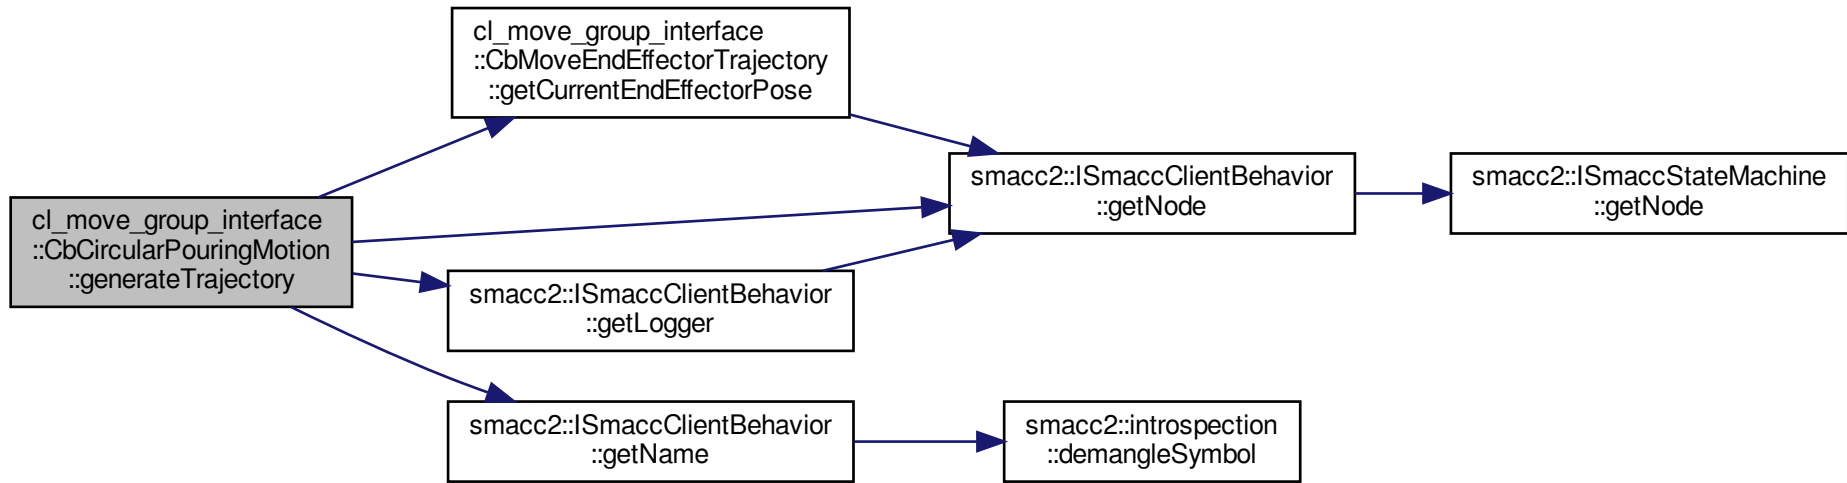 cl_move_group_interface
::CbMoveEndEffectorTrajectory
::getCurrentEndEffectorPose
smacc2::ISmaccClientBehavior
::getNode
smacc2::ISmaccStateMachine
::getNode
cl_move_group_interface
::CbCircularPouringMotion
::generateTrajectory
smacc2::ISmaccClientBehavior
::getLogger
smacc2::ISmaccClientBehavior
::getName
smacc2::introspection
::demangleSymbol